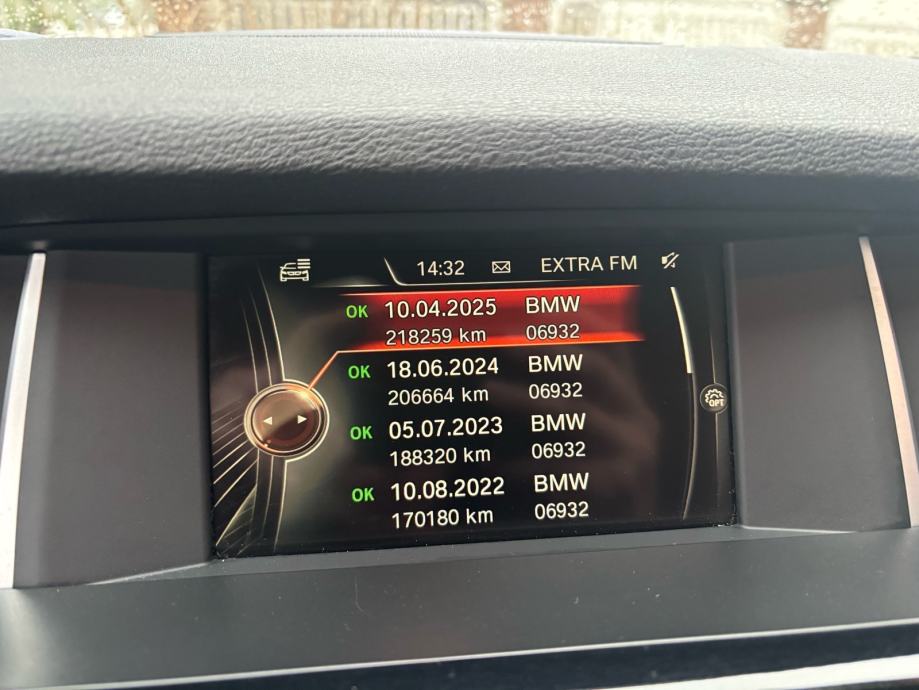 14:32 EXTRA FM
OK 10.04.2025 BMW
218259 km 06932
OK 18.06.2024 BMW
206664 km 06932
OK 05.07.2023 BMW
188320 km 06932
OK 10.08.2022 BMW
170180 km 06932
OPT